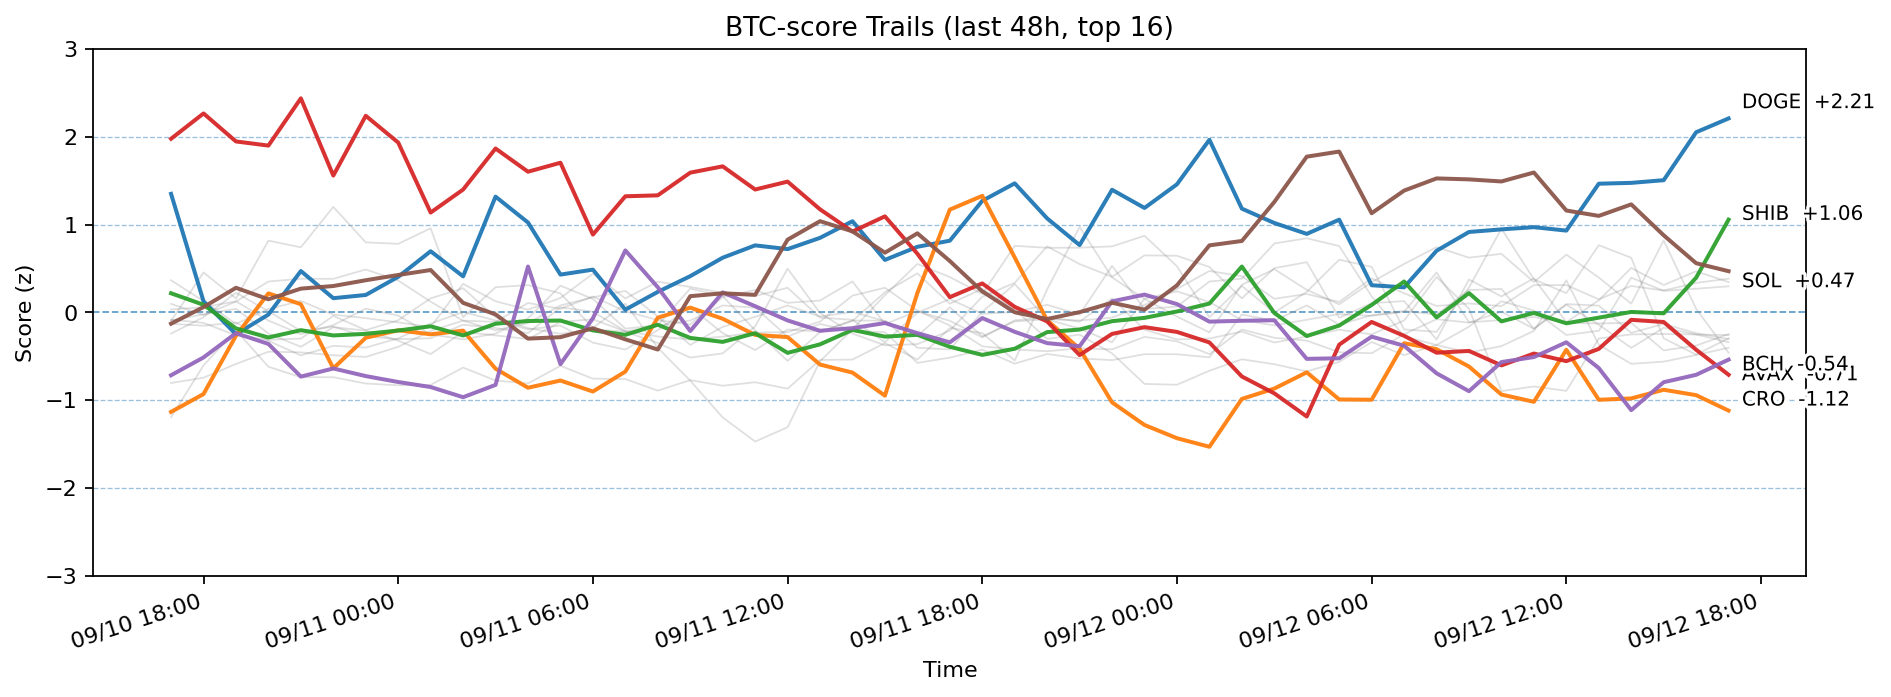 BTC-score Trails (last 48h, top 16)
Score (z)
3
2
1
0
−1
−2
−3
DOGE +2.21
SHIB +1.06
SOL +0.47
BCH -0.54
AVAX -0.71
CRO -1.12
09/10 18:00
09/11 00:00
09/11 06:00
09/11 12:00
09/11 18:00
09/12 00:00
09/12 06:00
09/12 12:00
09/12 18:00
Time